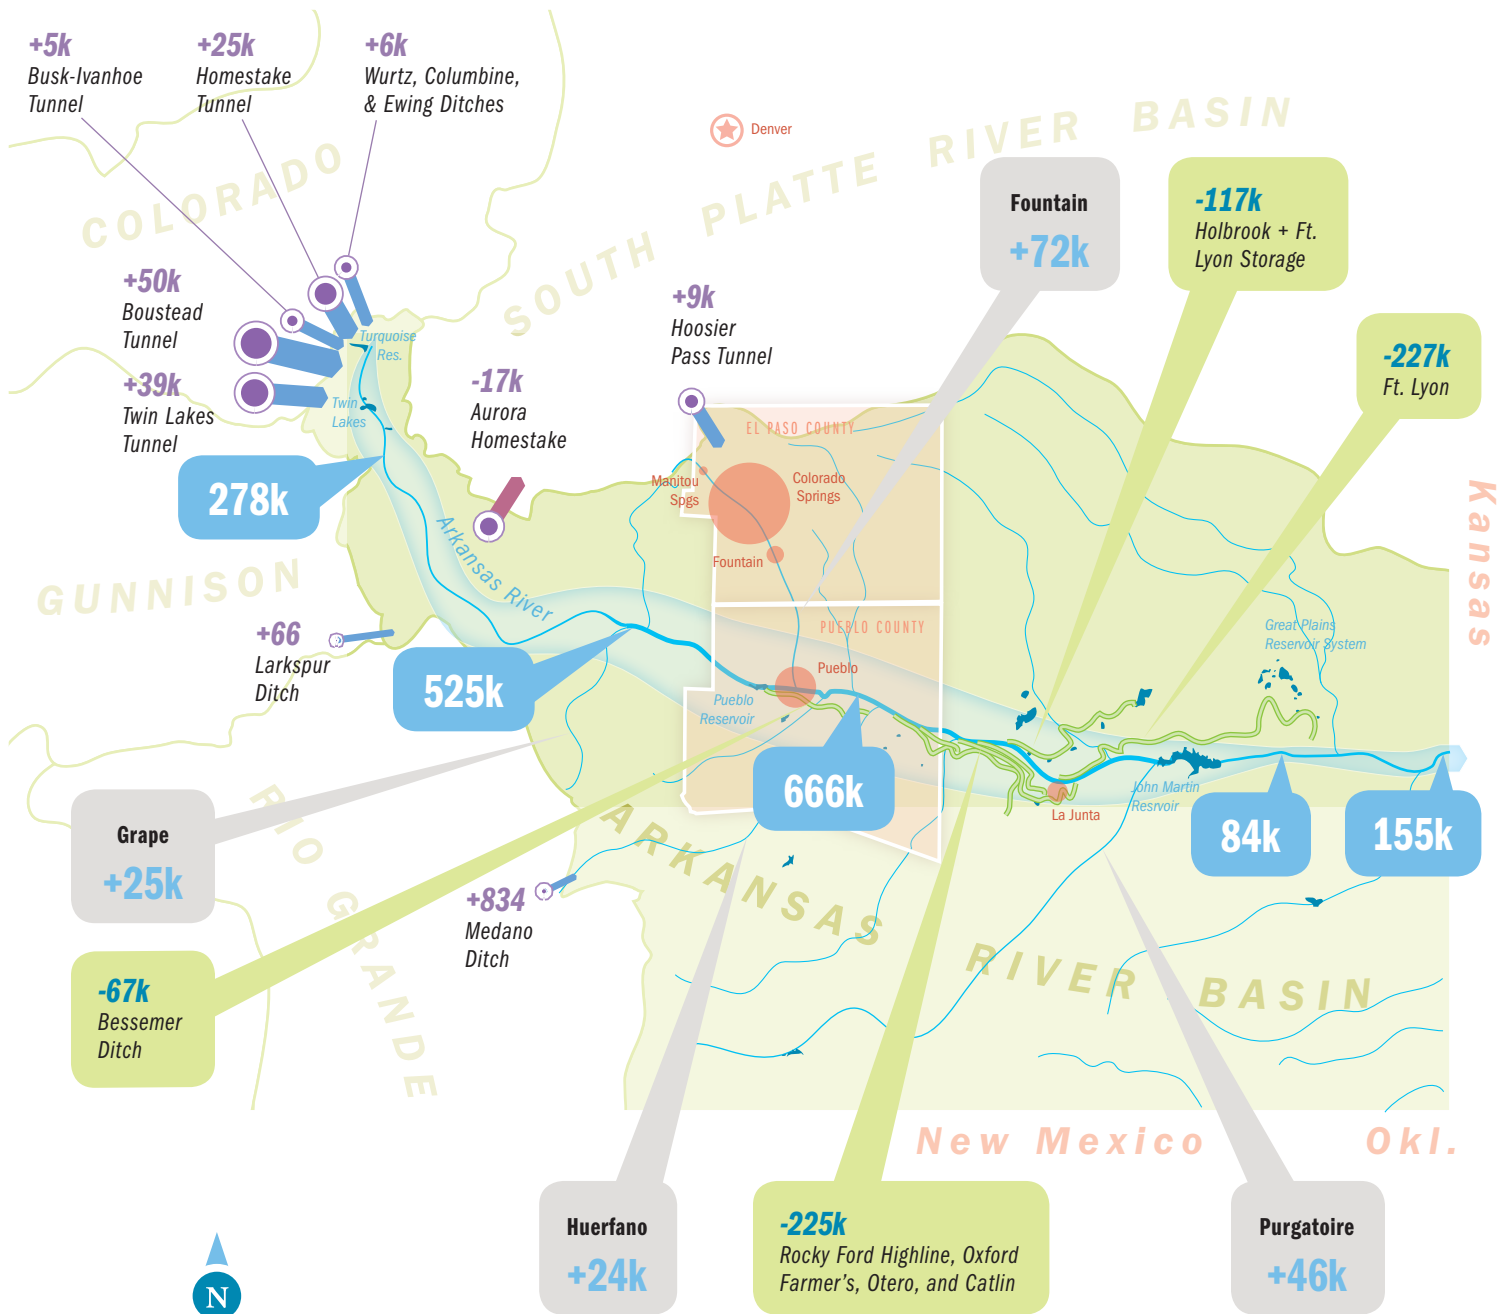 +5k
Busk-Ivanhoe
Tunnel
+25k
Homestake
Tunnel
+6k
Wurtz, Columbine,
& Ewing Ditches
Denver
COLORADO
SOUTH PLATTE RIVER BASIN
Fountain
+72k
-117k
Holbrook + Ft.
Lyon Storage
+50k
Boustead
Tunnel
+39k
Twin Lakes
Tunnel
Turquoise
Res.
Twin
Lakes
-17k
Aurora
Homestake
+9k
Hoosier
Pass Tunnel
-227k
Ft. Lyon
EL PASO COUNTY
Manitou
Spgs
Colorado
Springs
Fountain
278k
Arkansas River
Kansas
GUNNISON
+66
Larkspur
Ditch
525k
PUEBLO COUNTY
Pueblo
Pueblo
Reservoir
Great Plains
Reservoir System
666k
John Martin
Resrvoir
La Junta
84k
155k
Grape
+25k
RIO GRANDE
ARKANSAS RIVER BASIN
+834
Medano
Ditch
-67k
Bessemer
Ditch
New Mexico
Okl.
Huerfano
+24k
-225k
Rocky Ford Highline, Oxford
Farmer's, Otero, and Catlin
Purgatoire
+46k
N